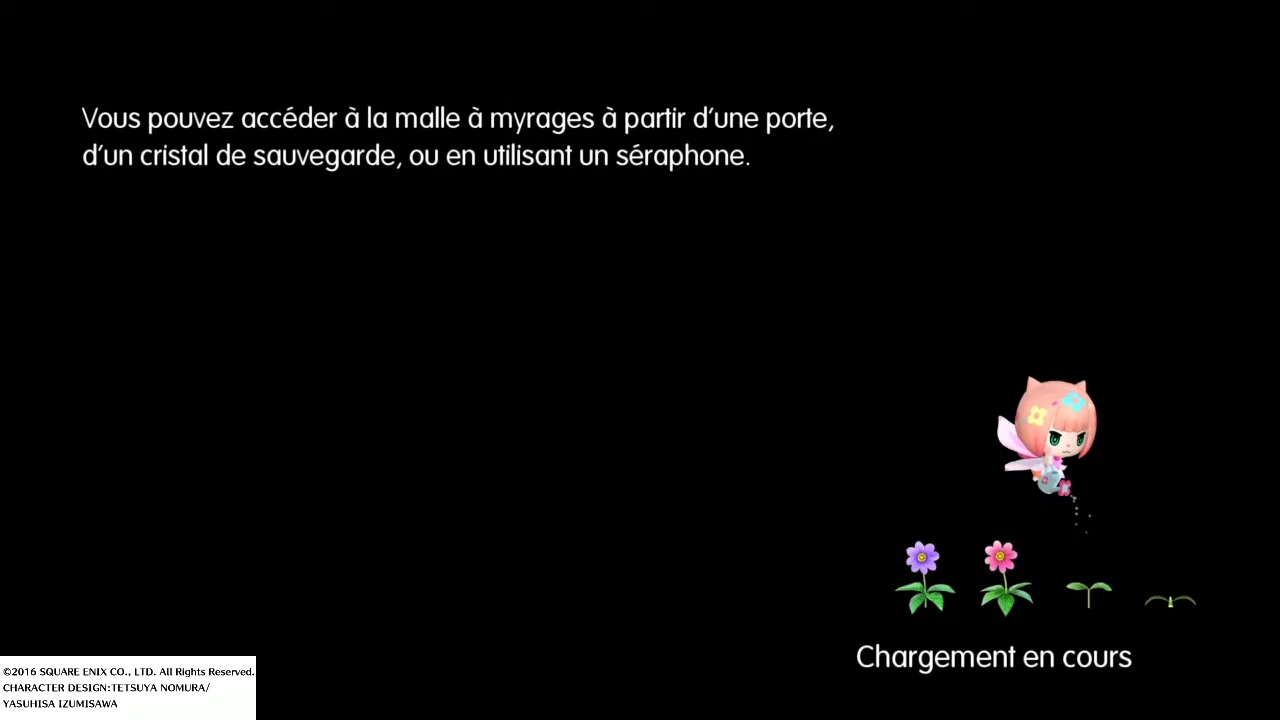 Vous pouvez accéder à la malle à myrages à partir d'une porte,
d'un cristal de sauvegarde, ou en utilisant un séraphone.
Chargement en cours
©2016 SQUARE ENIX CO., LTD. All Rights Reserved.
CHARACTER DESIGN:TETSUYA NOMURA/
YASUHISA IZUMISAWA